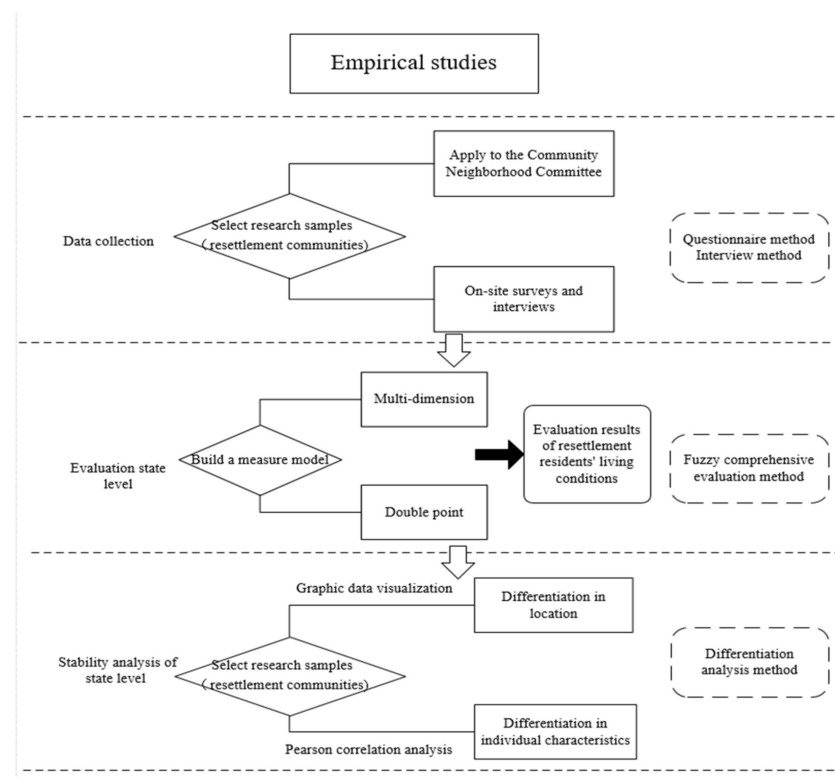 Empirical studies
Apply to the Community
Neighborhood Committee
Select research samples
( resettlement communities)
Data collection
Questionnaire method
Interview method
On-site surveys and
interviews
Multi-dimension
Evaluation results
of resettlement
residents' living
conditions
Build a measure model
Evaluation state
level
Fuzzy comprehensive
evaluation method
Double point
Graphic data visualization
Differentiation in
location
Stability analysis of
state level
Select research samples
( resettlement communities)
Differentiation
analysis method
Differentiation in
individual characteristics
Pearson correlation analysis